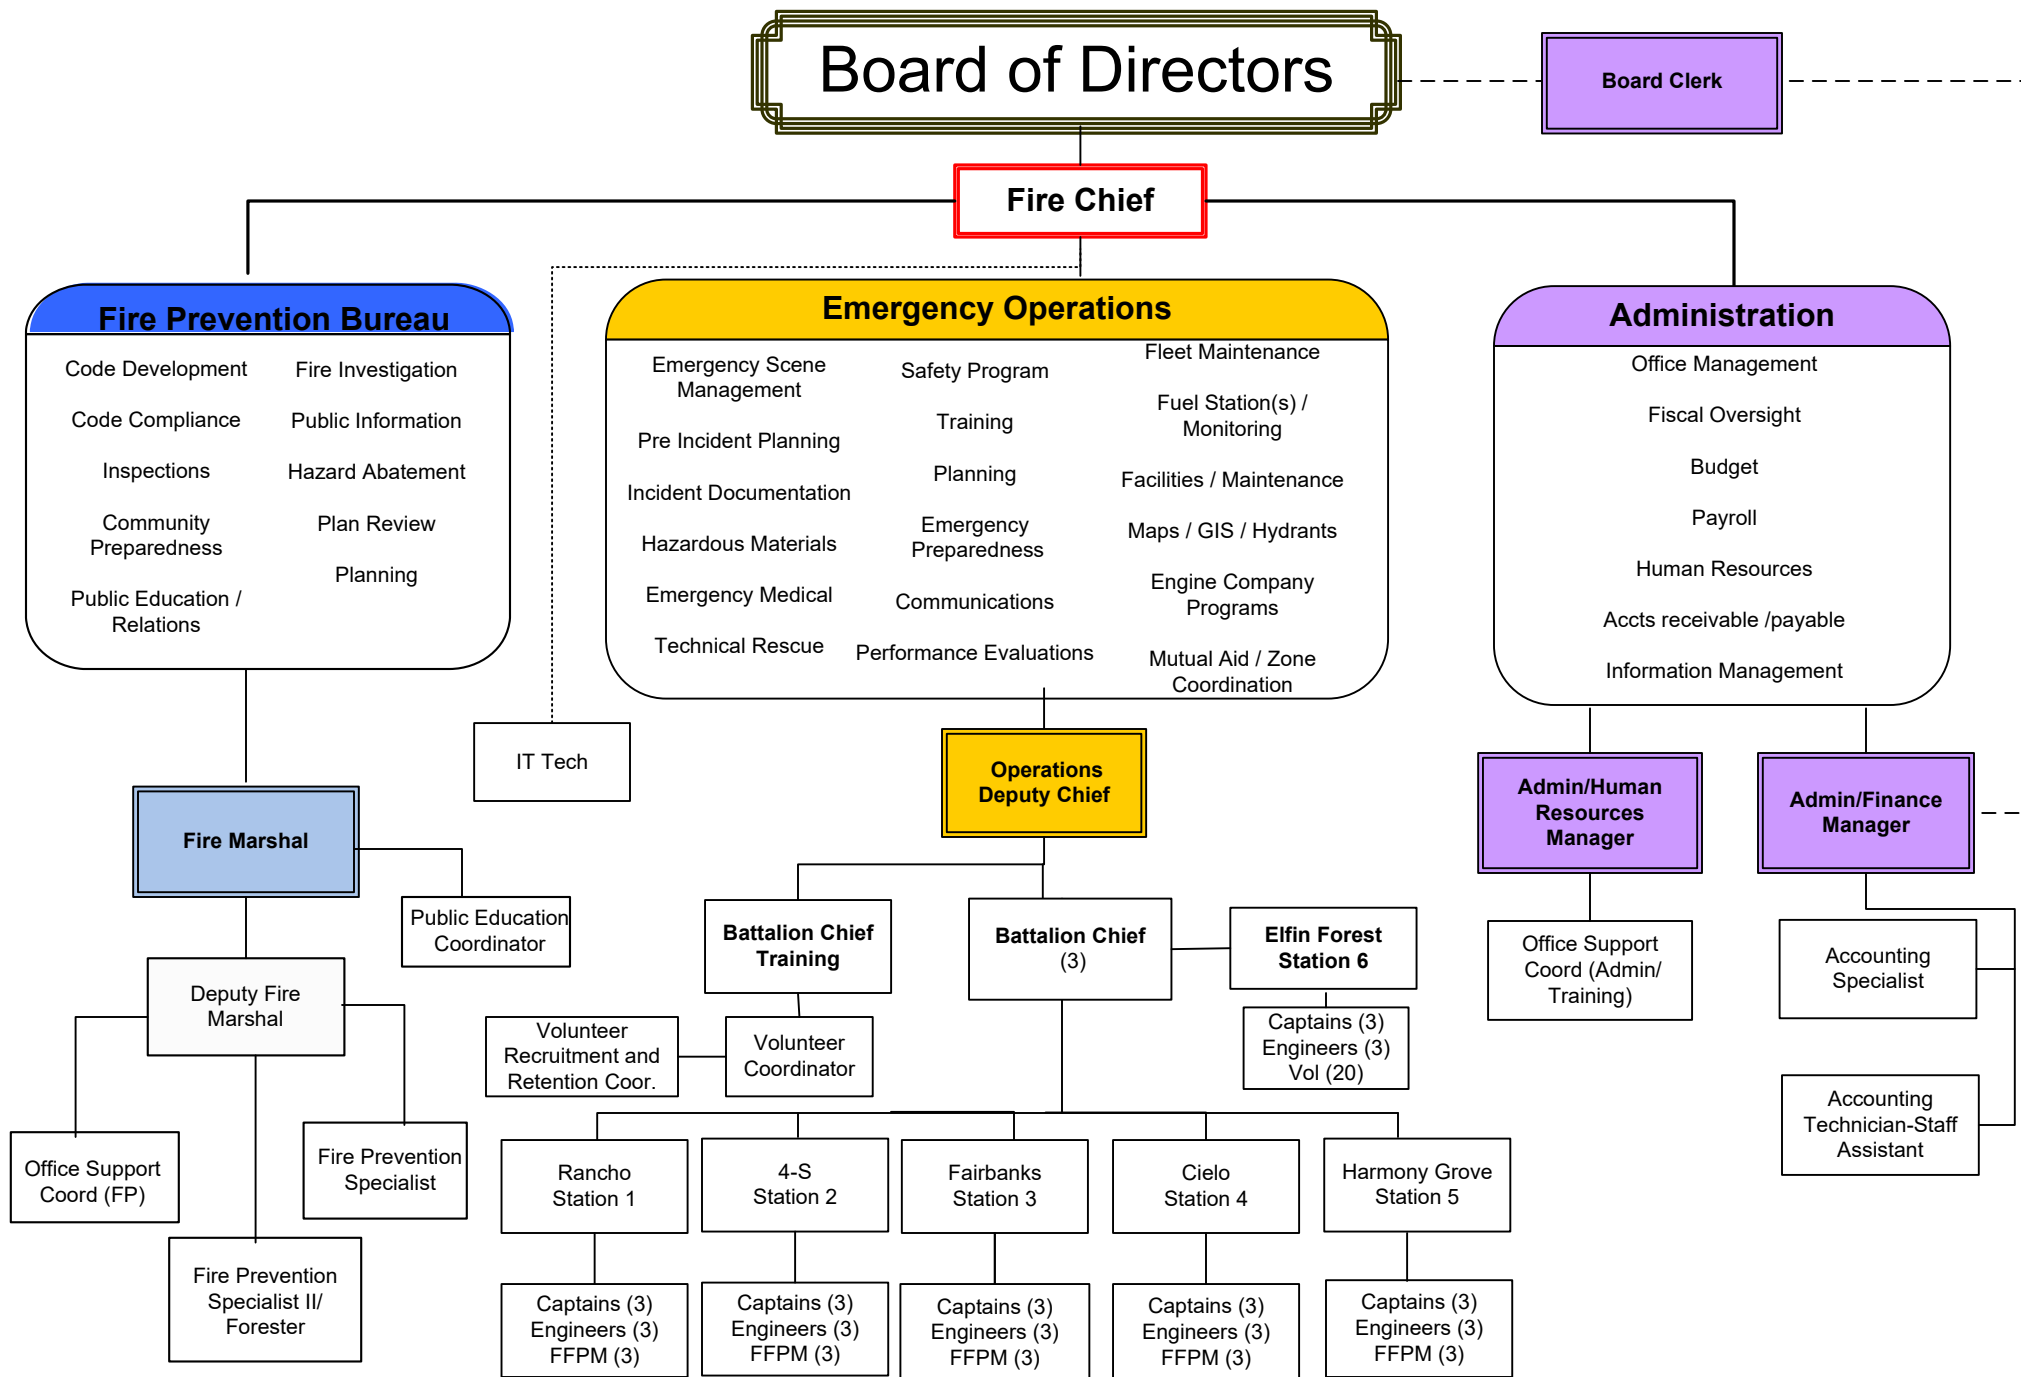 Board of Directors
Board Clerk
Fire Chief
Fire Prevention Bureau
Code Development
Code Compliance
Inspections
Community
Preparedness
Public Education /
Relations
Fire Investigation
Public Information
Hazard Abatement
Plan Review
Planning
Emergency Operations
Emergency Scene
Management
Pre Incident Planning
Incident Documentation
Hazardous Materials
Emergency Medical
Technical Rescue
Safety Program
Training
Planning
Emergency
Preparedness
Communications
Performance Evaluations
Fleet Maintenance
Fuel Station(s) /
Monitoring
Facilities / Maintenance
Maps / GIS / Hydrants
Engine Company
Programs
Mutual Aid / Zone
Coordination
Administration
Office Management
Fiscal Oversight
Budget
Payroll
Human Resources
Accts receivable /payable
Information Management
IT Tech
Fire Marshal
Public Education
Coordinator
Deputy Fire
Marshal
Office Support
Coord (FP)
Fire Prevention
Specialist
Fire Prevention
Specialist II/
Forester
Operations
Deputy Chief
Battalion Chief
Training
Battalion Chief
(3)
Elfin Forest
Station 6
Captains (3)
Engineers (3)
Vol (20)
Volunteer
Recruitment and
Retention Coor.
Volunteer
Coordinator
Rancho
Station 1
4-S
Station 2
Fairbanks
Station 3
Cielo
Station 4
Harmony Grove
Station 5
Captains (3)
Engineers (3)
FFPM (3)
Captains (3)
Engineers (3)
FFPM (3)
Captains (3)
Engineers (3)
FFPM (3)
Captains (3)
Engineers (3)
FFPM (3)
Captains (3)
Engineers (3)
FFPM (3)
Admin/Human
Resources
Manager
Admin/Finance
Manager
Office Support
Coord (Admin/
Training)
Accounting
Specialist
Accounting
Technician-Staff
Assistant